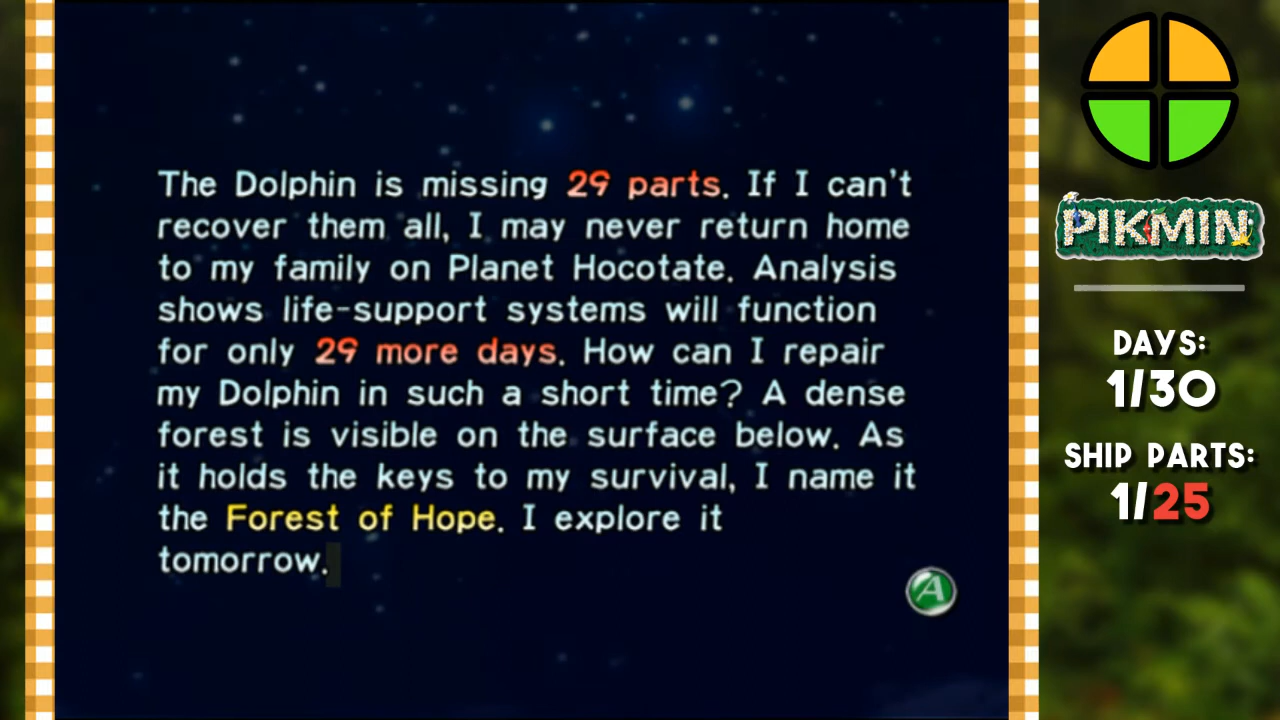 The Dolphin is missing 29 parts. If I can't
recover them all, I may never return home
to my family on Planet Hocotate. Analysis
shows life-support systems will function
for only 29 more days. How can I repair
my Dolphin in such a short time? A dense
forest is visible on the surface below. As
it holds the keys to my survival, I name it
the Forest of Hope. I explore it
tomorrow.
A
PIKMIN
DAYS:
1/30
SHIP PARTS:
1/25